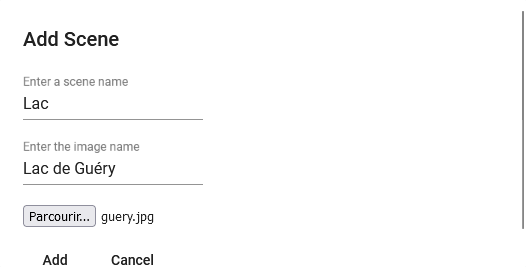 Add Scene
Enter a scene name
Lac
Enter the image name
Lac de Guéry
Parcourir... guery.jpg
Add Cancel